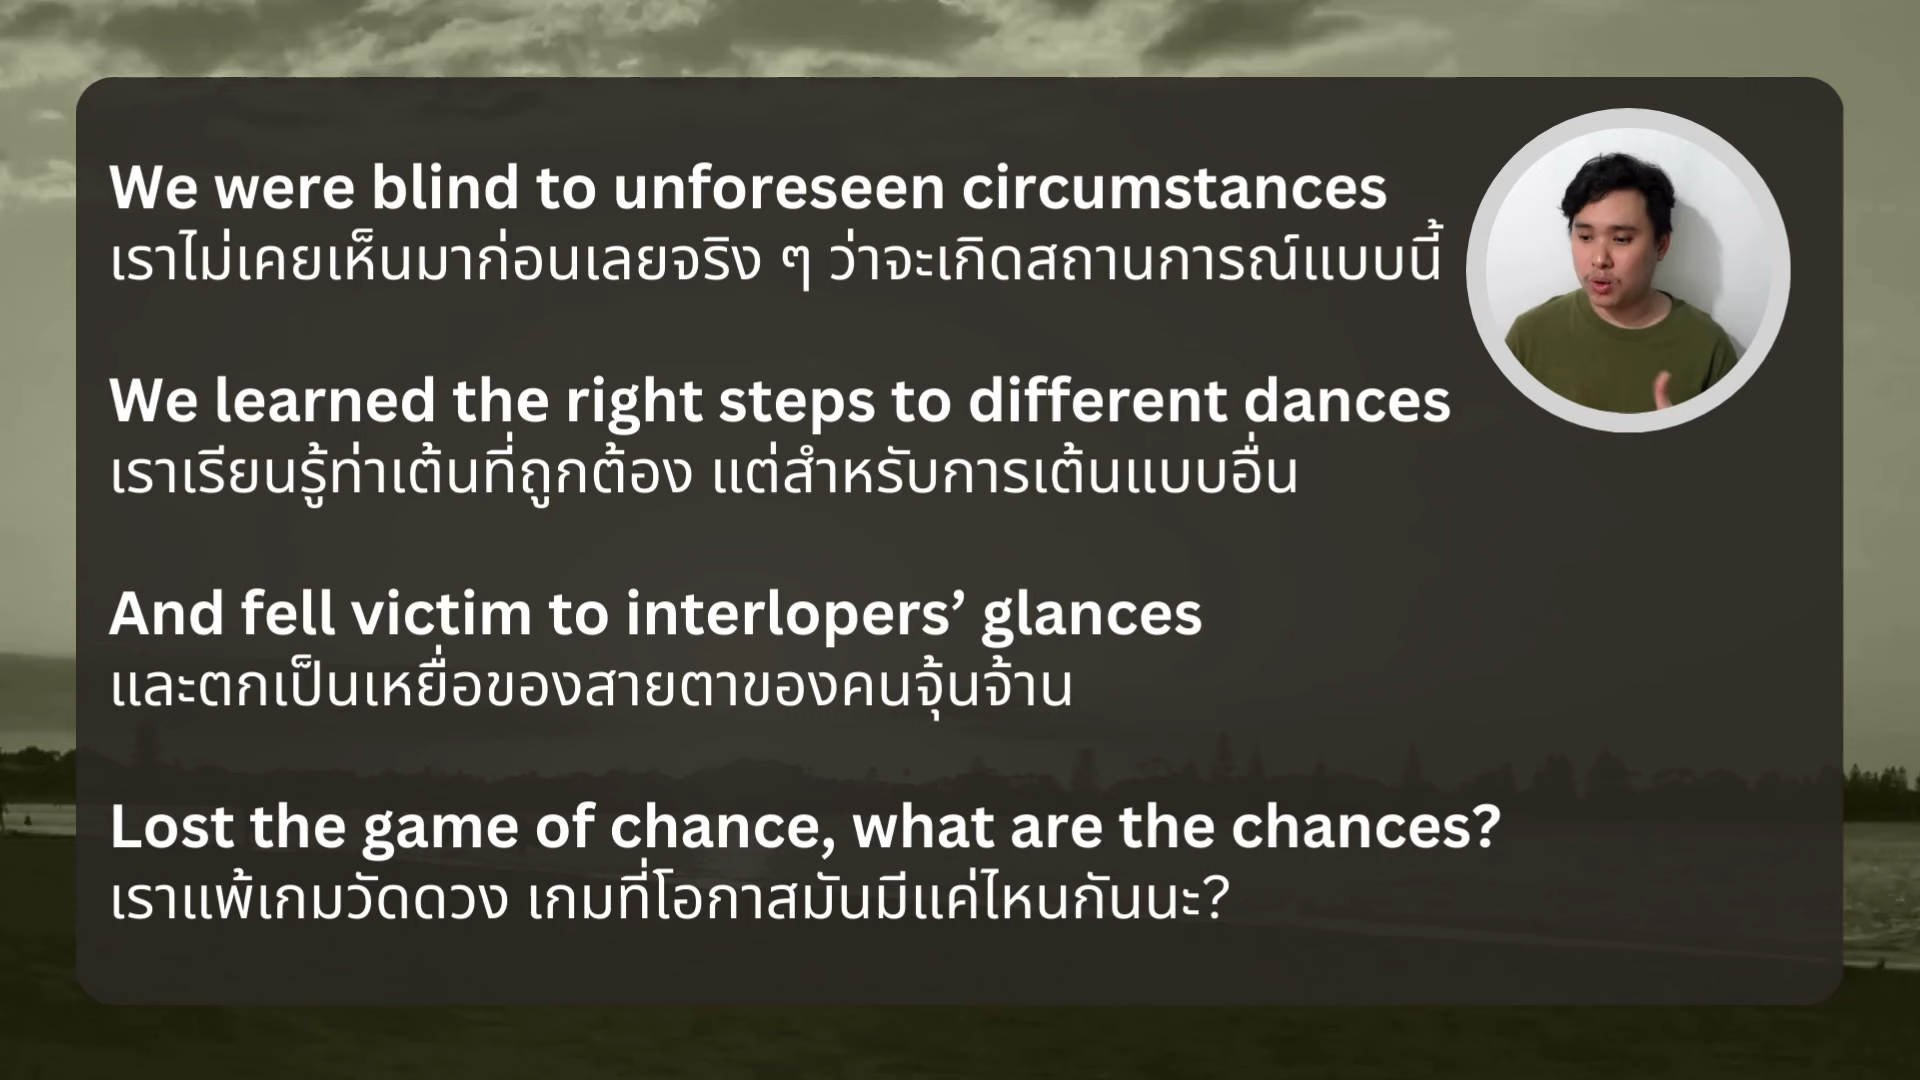 We were blind to unforeseen circumstances
เราไม่เคยเห็นมาก่อนเลยจริง ๆ ว่าจะเกิดสถานการณ์แบบนี้
We learned the right steps to different dances
เราเรียนรู้ท่าเต้นที่ถูกต้อง แต่สำหรับการเต้นแบบอื่น
And fell victim to interlopers’ glances
และตกเป็นเหยื่อของสายตาของคนจุ้นจ้าน
Lost the game of chance, what are the chances?
เราแพ้เกมวัดดวง เกมที่โอกาสมันมีแค่ไหนกันนะ?